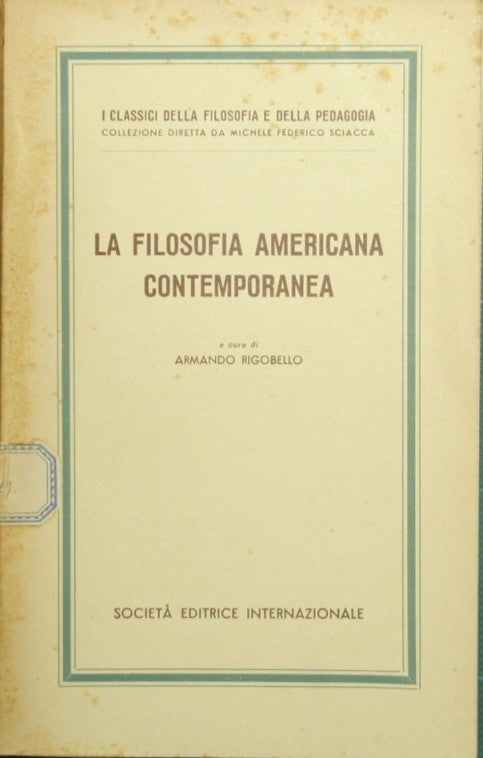 I CLASSICI DELLA FILOSOFIA E DELLA PEDAGOGIA
COLLEZIONE DIRETTA DA MICHELE FEDERICO SCIACCA
LA FILOSOFIA AMERICANA
CONTEMPORANEA
a cura di
ARMANDO RIGOBELLO
SOCIETÀ EDITRICE INTERNAZIONALE